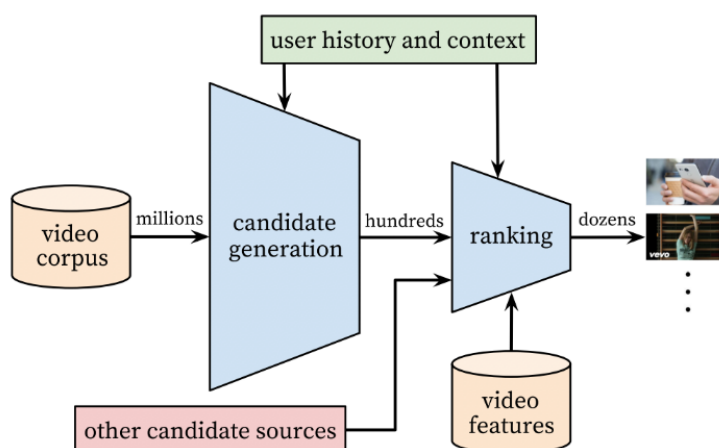 user history and context
millions
video
corpus
candidate
generation
hundreds
ranking
dozens
vevo
video
features
other candidate sources